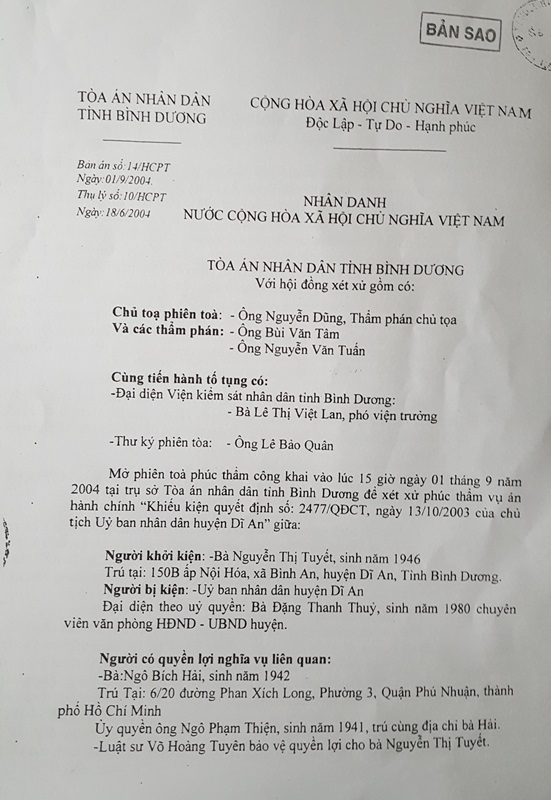 BẢN SAO
TÒA ÁN NHÂN DÂN
TỈNH BÌNH DƯƠNG
CỘNG HÒA XÃ HỘI CHỦ NGHĨA VIỆT NAM
Độc Lập - Tự Do - Hạnh phúc
Bản án số:14/HCPT
Ngày:01/9/2004.
Thụ lý số:10/HCPT
Ngày:18/6/2004
NHÂN DANH
NƯỚC CỘNG HÒA XÃ HỘI CHỦ NGHĨA VIỆT NAM
TÒA ÁN NHÂN DÂN TỈNH BÌNH DƯƠNG
Với hội đồng xét xử gồm có:
Chủ toạ phiên toà: - Ông Nguyễn Dũng, Thẩm phán chủ tọa
Và các thẩm phán: - Ông Bùi Văn Tâm
- Ông Nguyễn Văn Tuấn
Cùng tiến hành tố tụng có:
-Đại diện Viện kiểm sát nhân dân tỉnh Bình Dương:
- Bà Lê Thị Việt Lan, phó viện trưởng
-Thư ký phiên tòa: - Ông Lê Bảo Quân
Mở phiên toà phúc thẩm công khai vào lúc 15 giờ ngày 01 tháng 9 năm
2004 tại trụ sở Tòa án nhân dân tỉnh Bình Dương để xét xử phúc thẩm vụ án
hành chính “Khiếu kiện quyết định số: 2477/QĐCT, ngày 13/10/2003 của chủ
tịch Uỷ ban nhân dân huyện Dĩ An” giữa:
Người khởi kiện: -Bà Nguyễn Thị Tuyết, sinh năm 1946
Trú tại: 150B ấp Nội Hóa, xã Bình An, huyện Dĩ An, Tỉnh Bình Dương.
Người bị kiện: -Uỷ ban nhân dân huyện Dĩ An
Đại diện theo uỷ quyền: Bà Đặng Thanh Thuỷ, sinh năm 1980 chuyên
viên văn phòng HĐND - UBND huyện.
Người có quyền lợi nghĩa vụ liên quan:
-Bà:Ngô Bích Hải, sinh năm 1942
Trú Tại: 6/20 đường Phan Xích Long, Phường 3, Quận Phú Nhuận, thành
phố Hồ Chí Minh
Ủy quyền ông Ngô Phạm Thiện, sinh năm 1941, trú cùng địa chỉ bà Hải.
-Luật sư Võ Hoàng Tuyên bảo vệ quyền lợi cho bà Nguyễn Thị Tuyết.